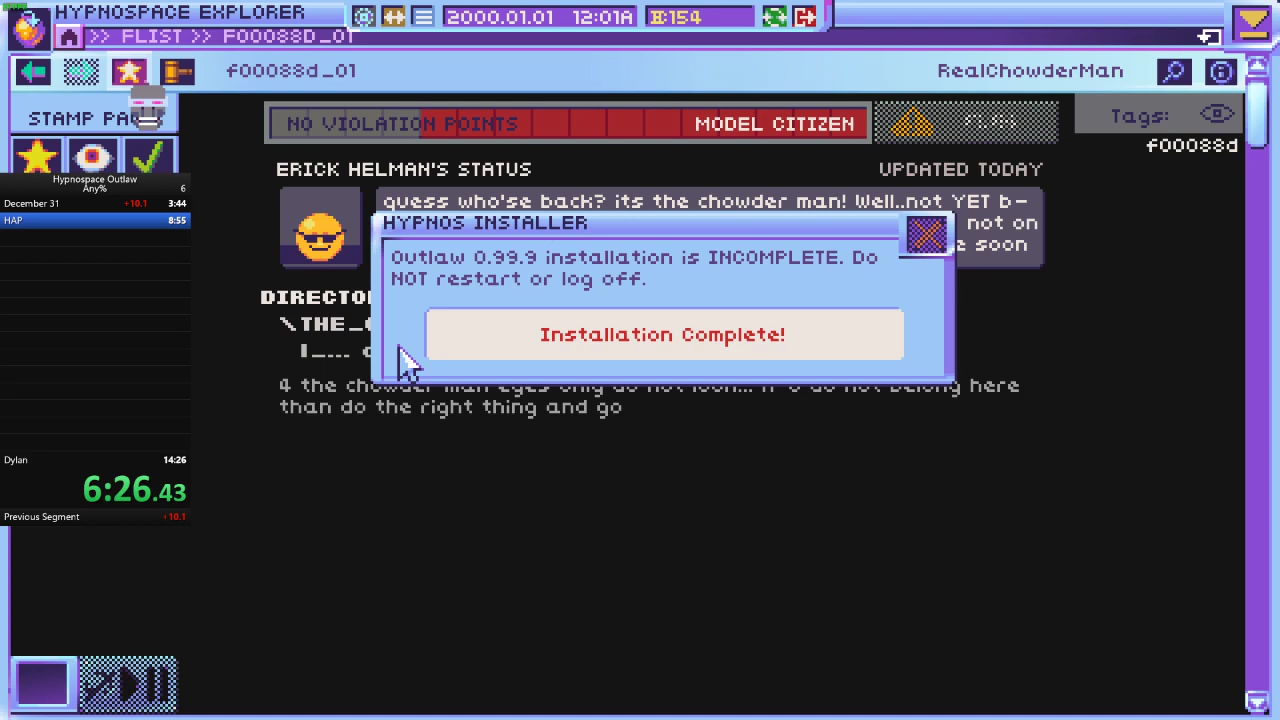 HYPNOSPACE EXPLORER
2000.01.01 12:01A
:154
>> FLIST >> F00088D_01
f00088d_01
RealChowderMan
STAMP
NO VIOLATION POINTS
MODEL CITIZEN
Tags:
f00088d
ERICK HELMAN'S STATUS
UPDATED TODAY
guess who'se back? its the chowder man! Well..not YET b-
not on
soon
HYPNOS INSTALLER
Outlaw 0.99.9 installation is INCOMPLETE. Do
NOT restart or log off.
Installation Complete!
\THE_
than do the right thing and go
Hypnospace Outlaw
Any% 6
December 31 +10.1 3:44
HAP 8:55
Dylan 14:26
6:26.43
Previous Segment +10.1